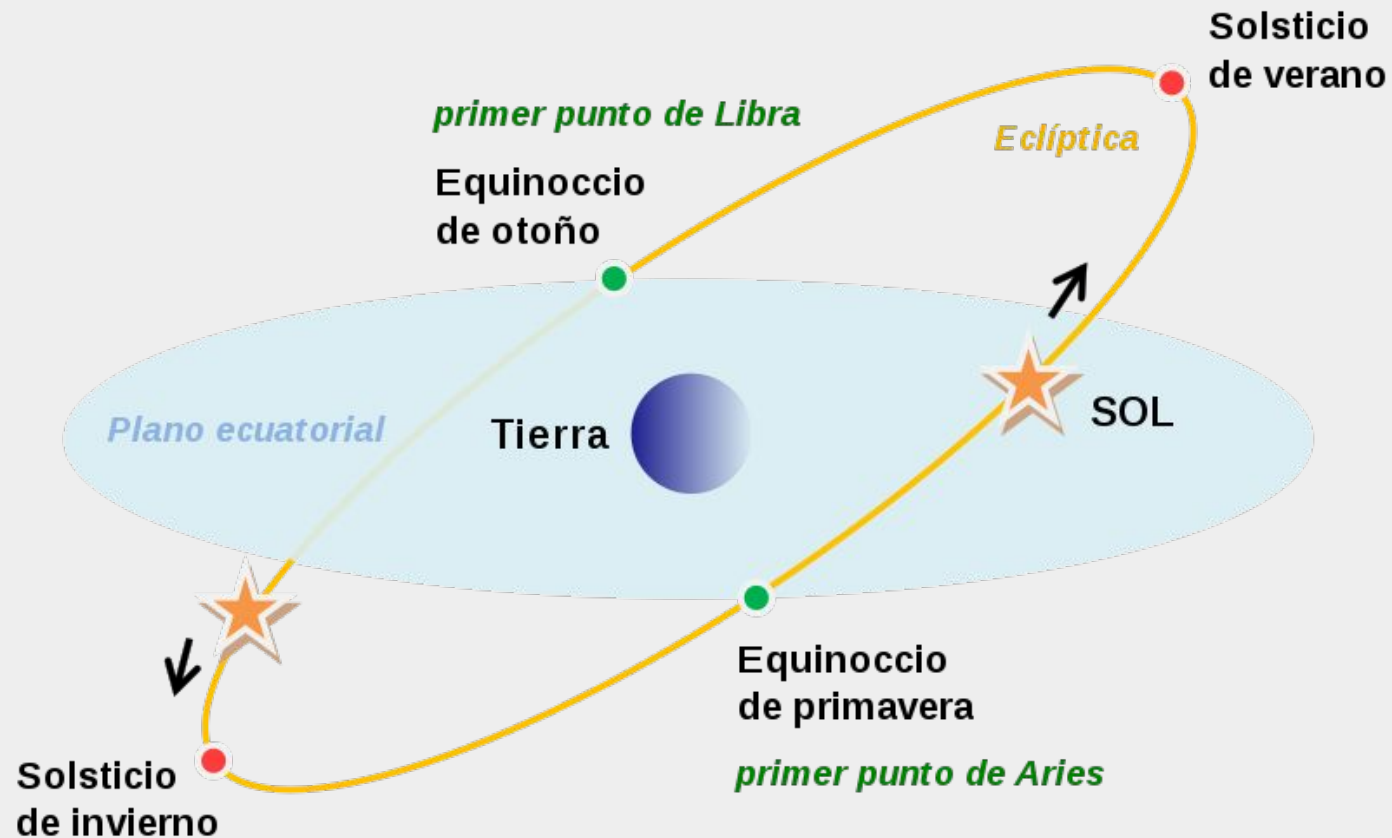 Solsticio
de verano
primer punto de Libra
Eclíptica
Equinoccio
de otoño
SOL
Plano ecuatorial
Tierra
Equinoccio
de primavera
primer punto de Aries
Solsticio
de invierno